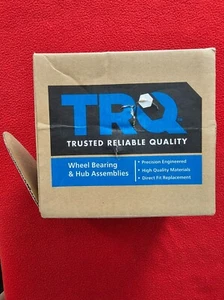 TRQ
TRUSTED RELIABLE QUALITY
Wheel Bearing
& Hub Assemblies
• Precision Engineered
• High Quality Materials
• Direct Fit Replacement